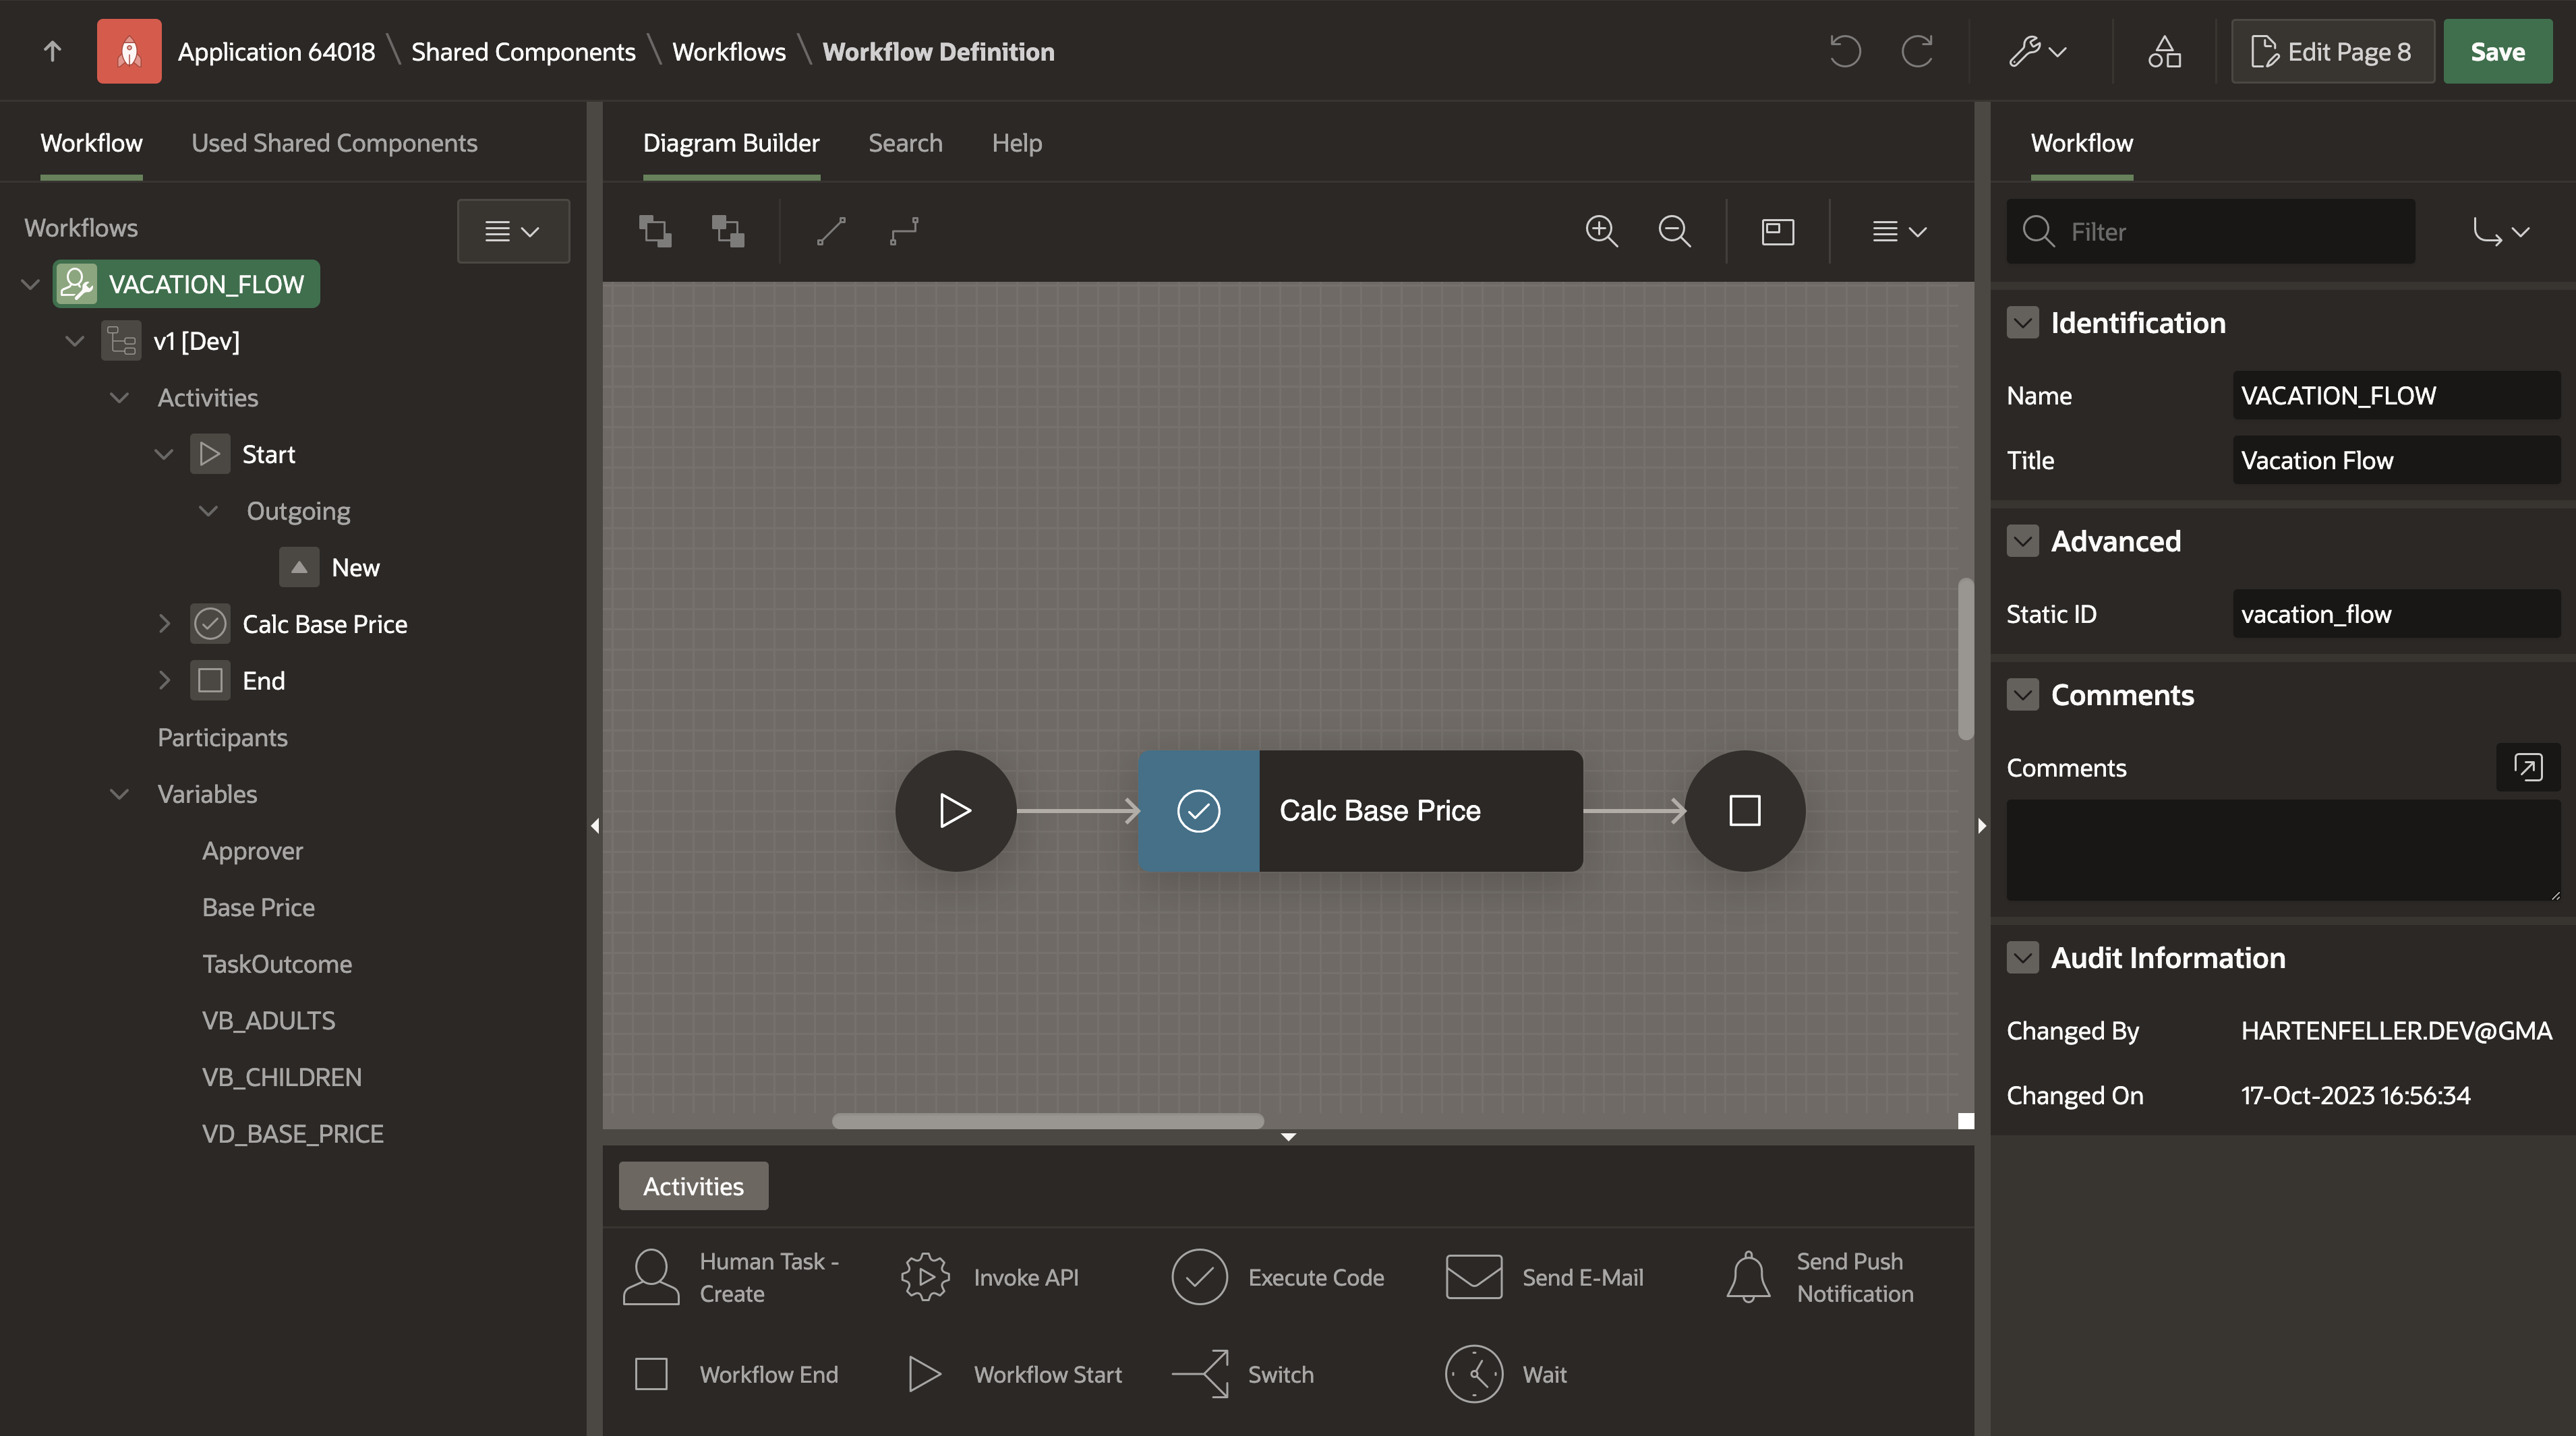 Application 64018 \ Shared Components \ Workflows \ Workflow Definition
Edit Page 8
Save
Workflow
Used Shared Components
Workflows
VACATION_FLOW
v1 [Dev]
Activities
Start
Outgoing
New
Calc Base Price
End
Participants
Variables
Approver
Base Price
TaskOutcome
VB_ADULTS
VB_CHILDREN
VD_BASE_PRICE
Diagram Builder
Search
Help
Calc Base Price
Activities
Human Task -
Create
Invoke API
Execute Code
Send E-Mail
Send Push
Notification
Workflow End
Workflow Start
Switch
Wait
Workflow
Filter
Identification
Name VACATION_FLOW
Title Vacation Flow
Advanced
Static ID vacation_flow
Comments
Comments
Audit Information
Changed By HARTENFELLER.DEV@GMA
Changed On 17-Oct-2023 16:56:34